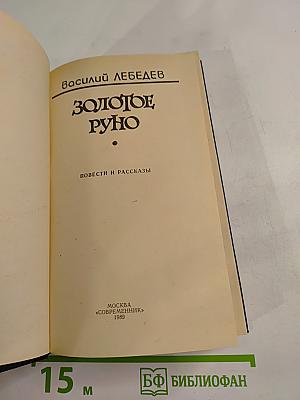 ВАСИЛИЙ ЛЕБЕДЕВ
ЗОЛОТОЕ
РУНО
ПОВЕСТИ И РАССКАЗЫ
МОСКВА
«СОВРЕМЕННИК»
1989
15 м
БФ БИБЛИОФАН